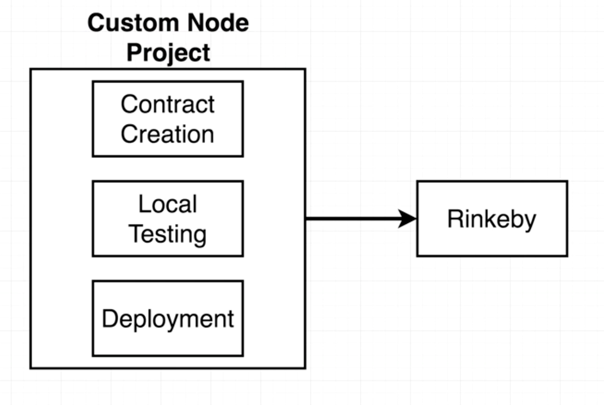 Custom Node
Project
Contract
Creation
Local
Testing
Deployment
Rinkeby